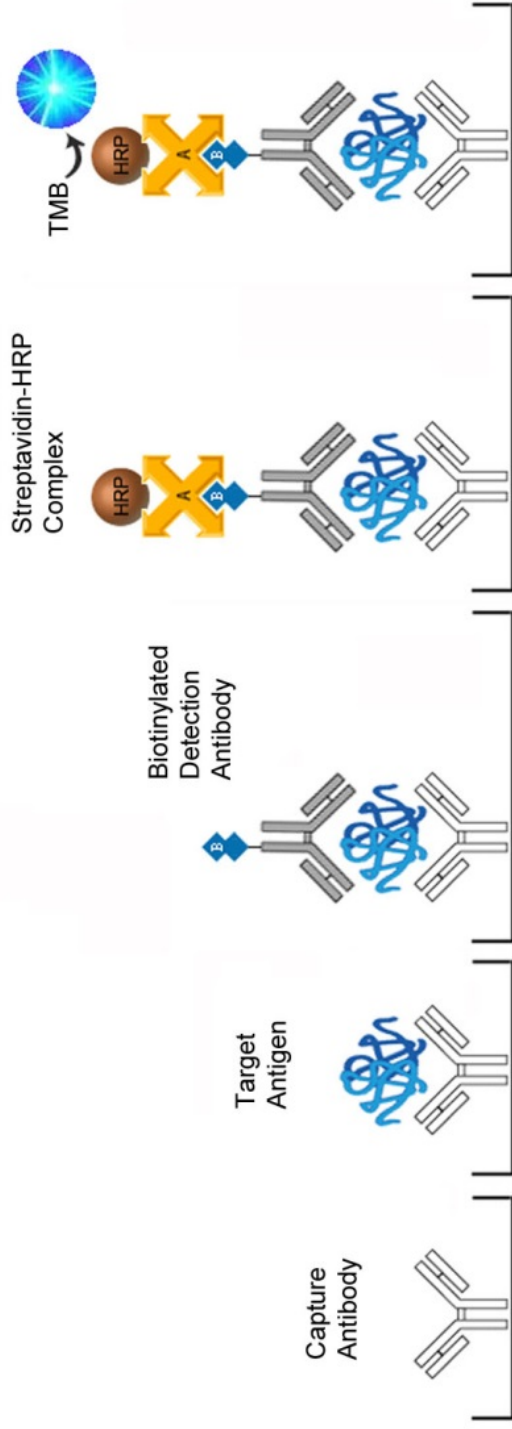 Capture
Antibody
Target
Antigen
Biotinylated
Detection
Antibody
B
Streptavidin-HRP
Complex
HRP
A
B
TMB
HRP
A
B